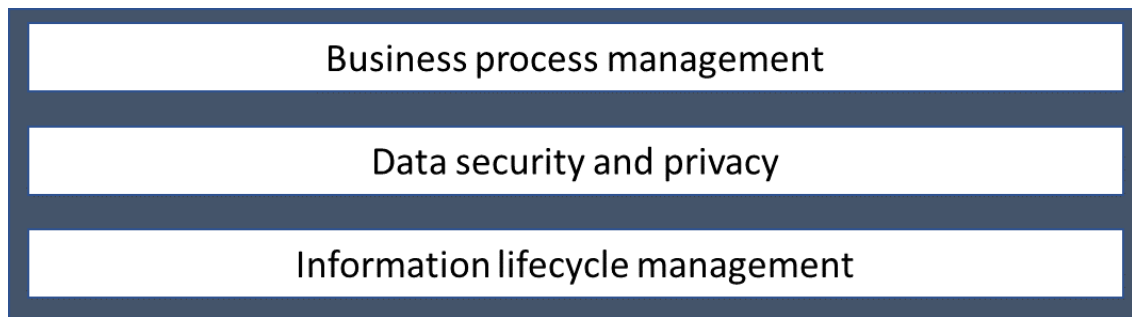 Business process management
Data security and privacy
Information lifecycle management